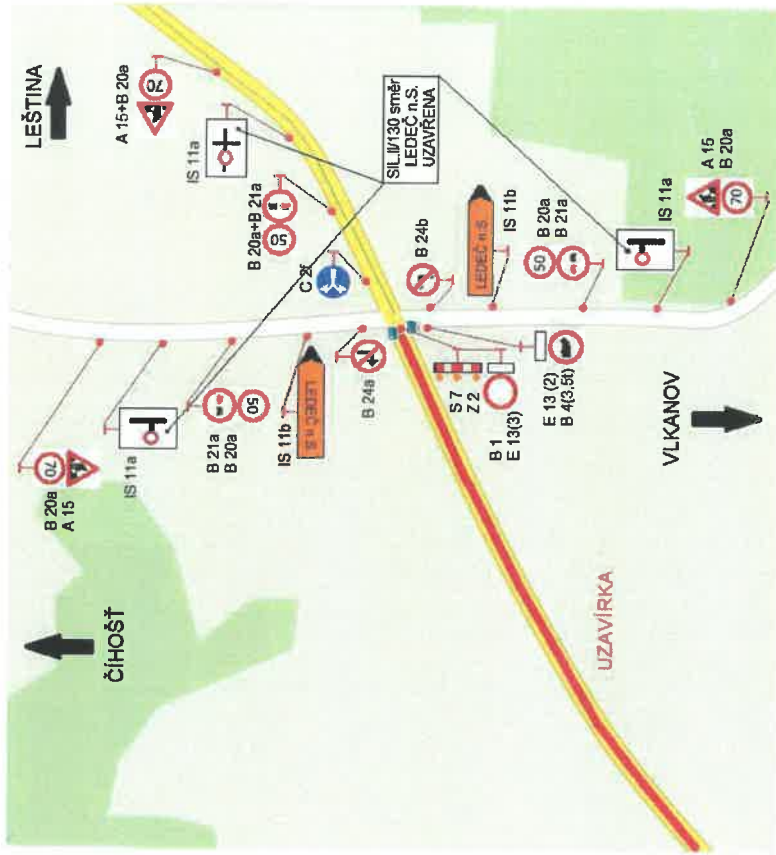 LEŠTINA
A 15+B 20a
70
IS 11a
SIL.II/130 směr
LEDEČ n.S.
UZAVŘENA
B 20a+B 21a
50
C 2f
B 24b
LEDEČ n.S.
IS 11b
50
B 20a
B 21a
IS 11a
A 15
B 20a
70
ČÍHOŠŤ
B 20a
A 15
70
IS 11a
B 21a
B 20a
50
IS 11b
LEDEČ n.S.
B 24a
S 7
Z 2
B 1
E 13(3)
E 13 (2)
B 4(3,5t)
VLKANOV
UZAVÍRKA